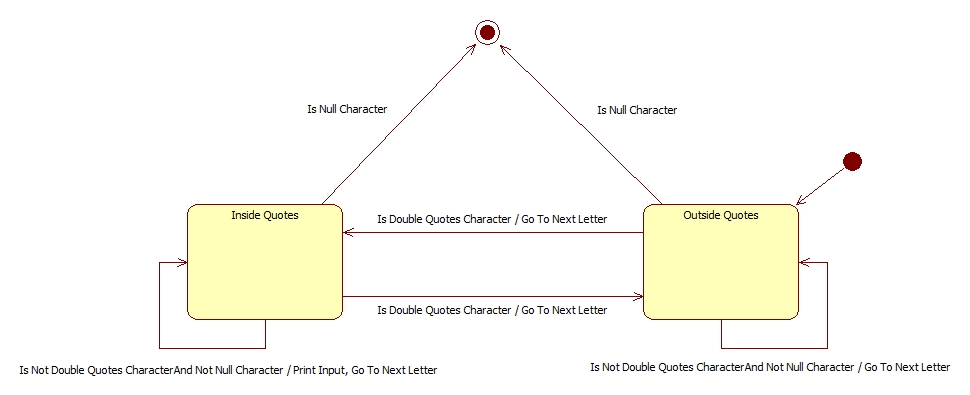 Is Null Character
Is Null Character
Inside Quotes
Outside Quotes
Is Double Quotes Character / Go To Next Letter
Is Double Quotes Character / Go To Next Letter
Is Not Double Quotes CharacterAnd Not Null Character / Print Input, Go To Next Letter
Is Not Double Quotes CharacterAnd Not Null Character / Go To Next Letter